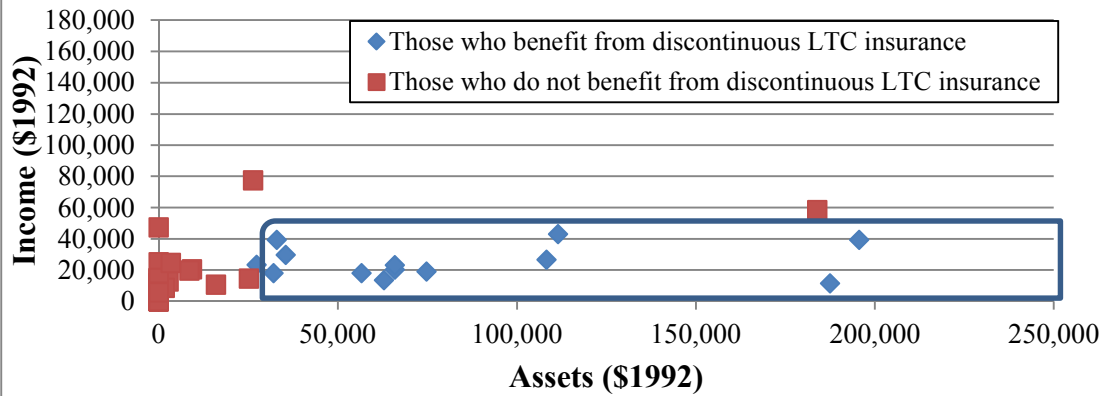 180,000
160,000
140,000
120,000
100,000
80,000
60,000
40,000
20,000
0
Income ($1992)
Those who benefit from discontinuous LTC insurance
Those who do not benefit from discontinuous LTC insurance
0 50,000 100,000 150,000 200,000 250,000
Assets ($1992)